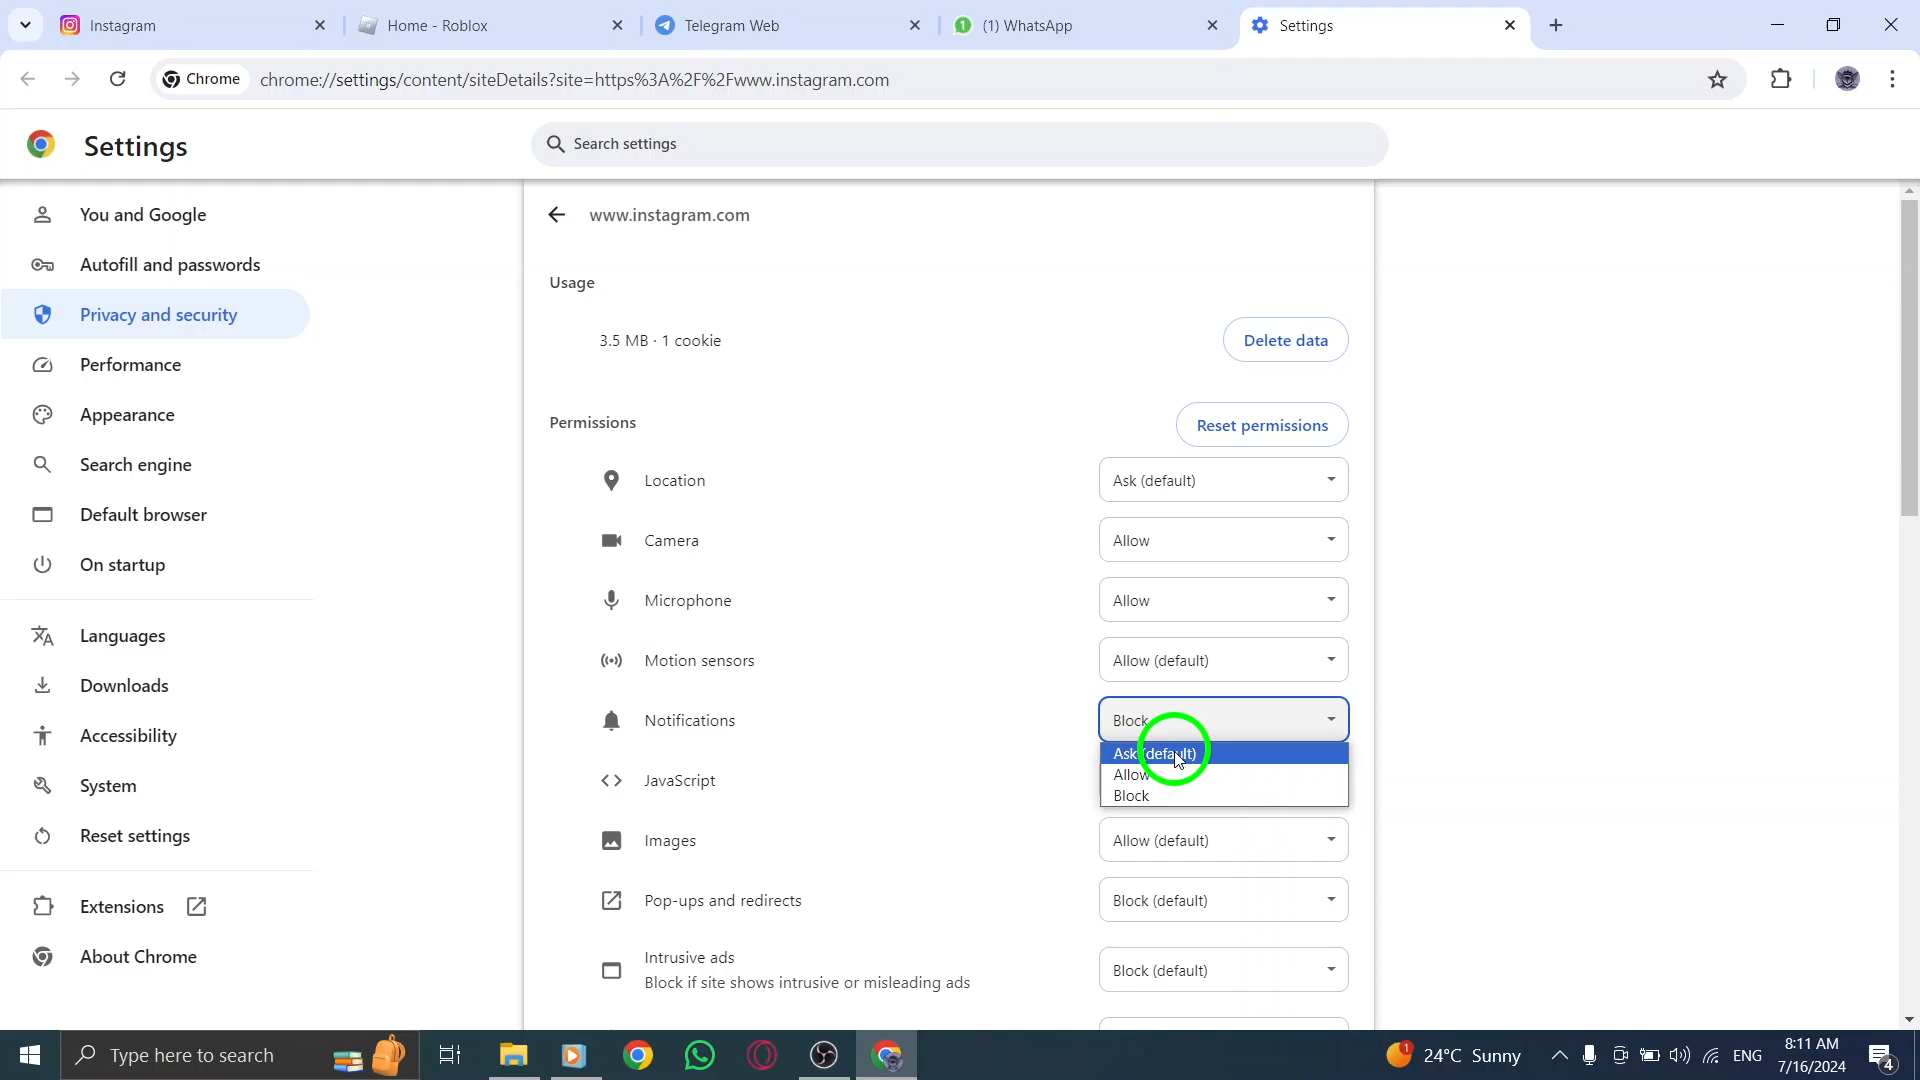 Instagram
Home - Roblox
Telegram Web
(1) WhatsApp
Settings
Chrome
chrome://settings/content/siteDetails?site=https%3A%2F%2Fwww.instagram.com
Settings
Search settings
You and Google
Autofill and passwords
Privacy and security
Performance
Appearance
Search engine
Default browser
On startup
Languages
Downloads
Accessibility
System
Reset settings
Extensions
About Chrome
www.instagram.com
Usage
3.5 MB · 1 cookie
Delete data
Permissions
Reset permissions
Location
Ask (default)
Camera
Allow
Microphone
Allow
Motion sensors
Allow (default)
Notifications
Block
Ask (default)
Allow
Block
JavaScript
Images
Allow (default)
Pop-ups and redirects
Block (default)
Intrusive ads
Block if site shows intrusive or misleading ads
Block (default)
Type here to search
1
24°C Sunny
ENG
8:11 AM
7/16/2024
4